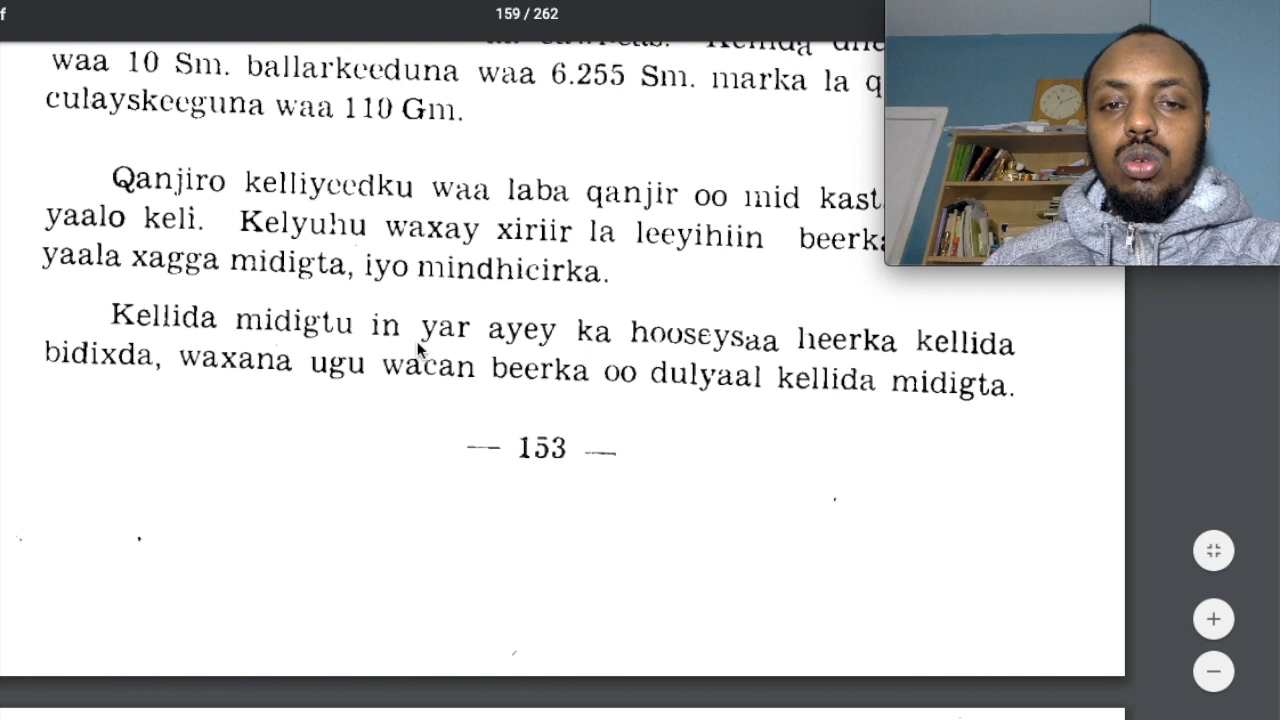 159 / 262
waa 10 Sm. ballarkeeduna waa 6.255 Sm. marka la
culayskeeguna waa 110 Gm.
Qanjiro kelliyeedku waa laba qanjir oo mid
yaalo keli. Kelyuhu waxay xiriir la leeyihiin
yaala xagga midigta, iyo mindhicirka.
Kellida midigtu in yar ayey ka hooseysaa heerka kellida
bidixda, waxana ugu wacan beerka oo dulyaal kellida midigta.
— 153 —